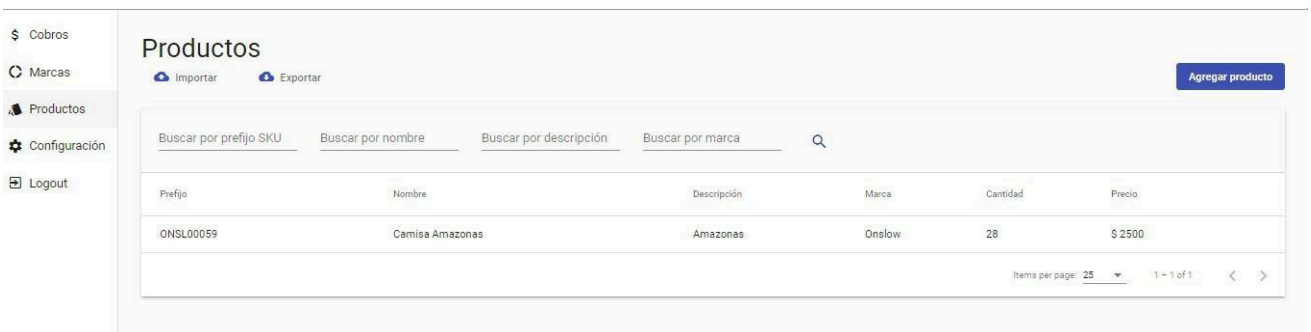 Cobros
Marcas
Productos
Configuración
Logout
Productos
Importar Exportar
Agregar producto
Buscar por prefijo SKU Buscar por nombre Buscar por descripción Buscar por marca
Prefijo Nombre Descripción Marca Cantidad Precio
ONSL00059 Camisa Amazonas Amazonas Onslow 28 $ 2500
Items per page: 25 1 – 1 of 1